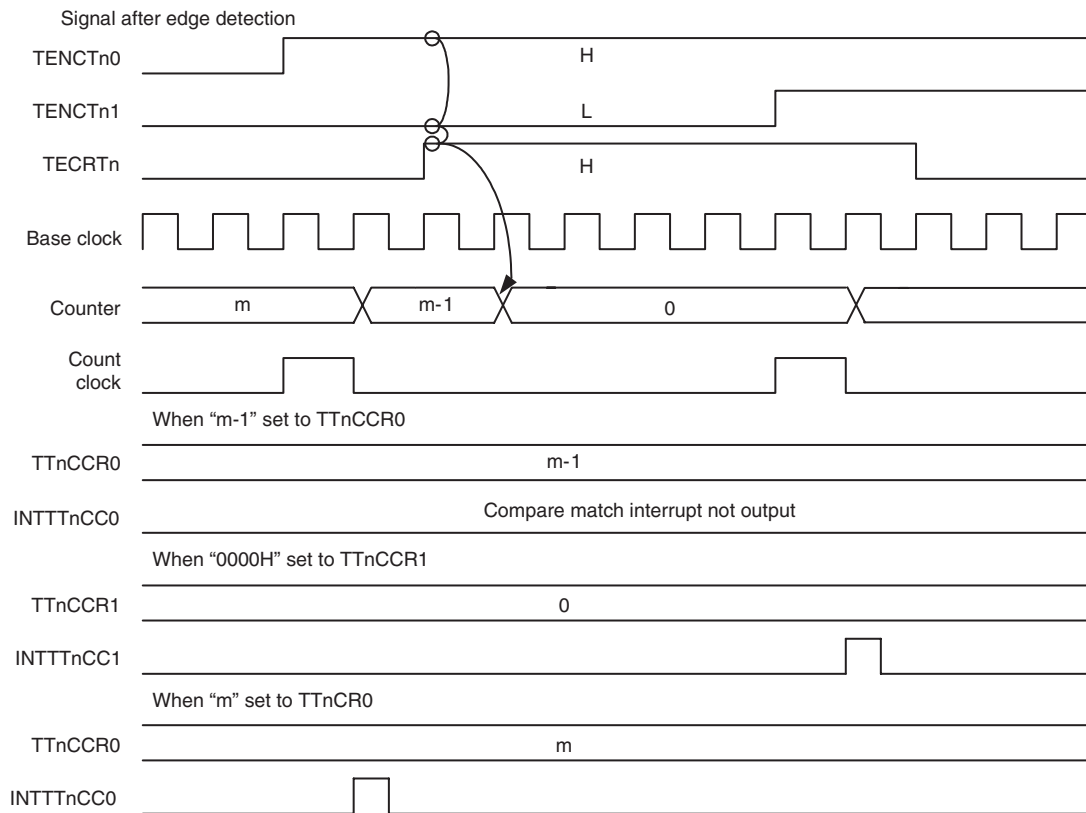 Signal after edge detection
TENCTn0 H
TENCTn1 L
TECRTn H
Base clock
Counter m m-1 0
Count
clock
When “m-1” set to TTnCCR0
TTnCCR0 m-1
INTTTnCC0 Compare match interrupt not output
When “0000H” set to TTnCCR1
TTnCCR1 0
INTTTnCC1
When “m” set to TTnCR0
TTnCCR0 m
INTTTnCC0